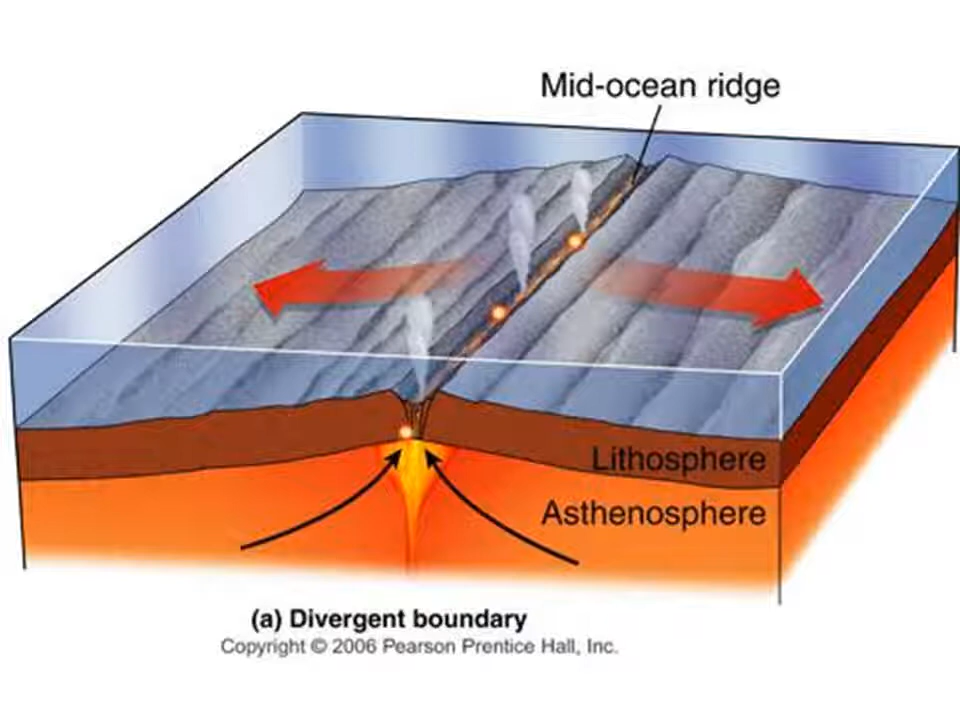 Mid-ocean ridge
Lithosphere
Asthenosphere
(a) Divergent boundary
Copyright © 2006 Pearson Prentice Hall, Inc.